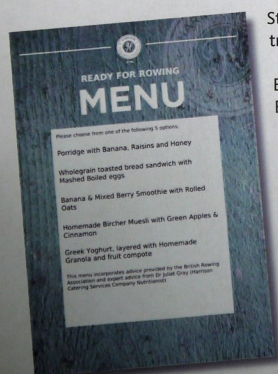 READY FOR ROWING
MENU
Please choose from one of the following 5 options:
Porridge with Banana, Raisins and Honey
Wholegrain toasted bread sandwich with
Mashed Boiled eggs
Banana & Mixed Berry Smoothie with Rolled
Oats
Homemade Bircher Muesli with Green Apples &
Cinnamon
Greek Yoghurt, layered with Homemade
Granola and fruit compote
This menu incorporates advice provided by the British Rowing
Association and expert advice from Dr Juliet Gray (Harrison
Catering Services Company Nutritionist)